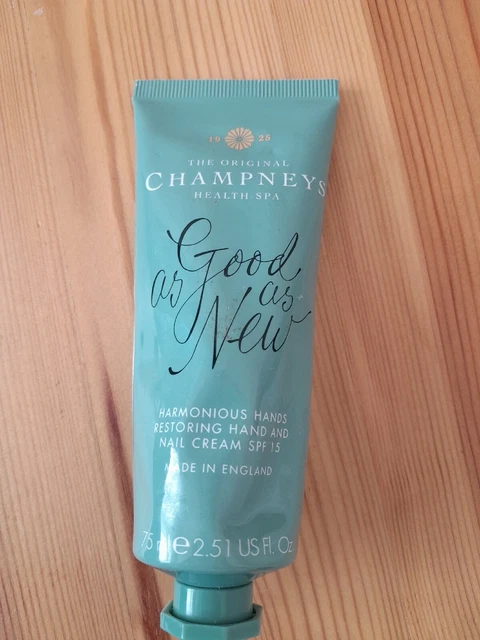 19 25
THE ORIGINAL
CHAMPNEYS
HEALTH SPA
as Good as
New
HARMONIOUS HANDS
RESTORING HAND AND
NAIL CREAM SPF 15
MADE IN ENGLAND
75 ml e 2.51 US Fl. Oz